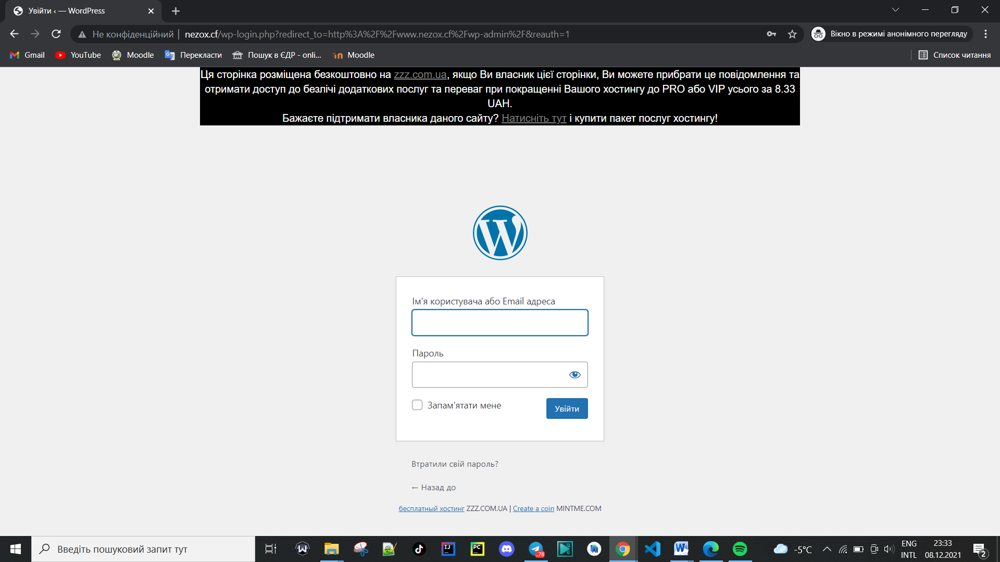 Увійти ‹ — WordPress
Не конфіденційний | nezox.cf/wp-login.php?redirect_to=http%3A%2F%2Fwww.nezox.cf%2Fwp-admin%2F&reauth=1
Вікно в режимі анонімного перегляду
Gmail YouTube Moodle Перекласти Пошук в ЄДР - onli... Moodle Список читання
Ця сторінка розміщена безкоштовно на zzz.com.ua, якщо Ви власник цієї сторінки, Ви можете прибрати це повідомлення та
отримати доступ до безлічі додаткових послуг та переваг при покращенні Вашого хостингу до PRO або VIP усього за 8.33
UAH.
Бажаєте підтримати власника даного сайту? Натисніть тут і купити пакет послуг хостингу!
Ім'я користувача або Email адреса
Пароль
Запам'ятати мене
Увійти
Втратили свій пароль?
← Назад до
бесплатный хостинг ZZZ.COM.UA | Create a coin MINTME.COM
Введіть пошуковий запит тут
IJ
PC
..78
W
-5°C
ENG
INTL
23:33
08.12.2021
2